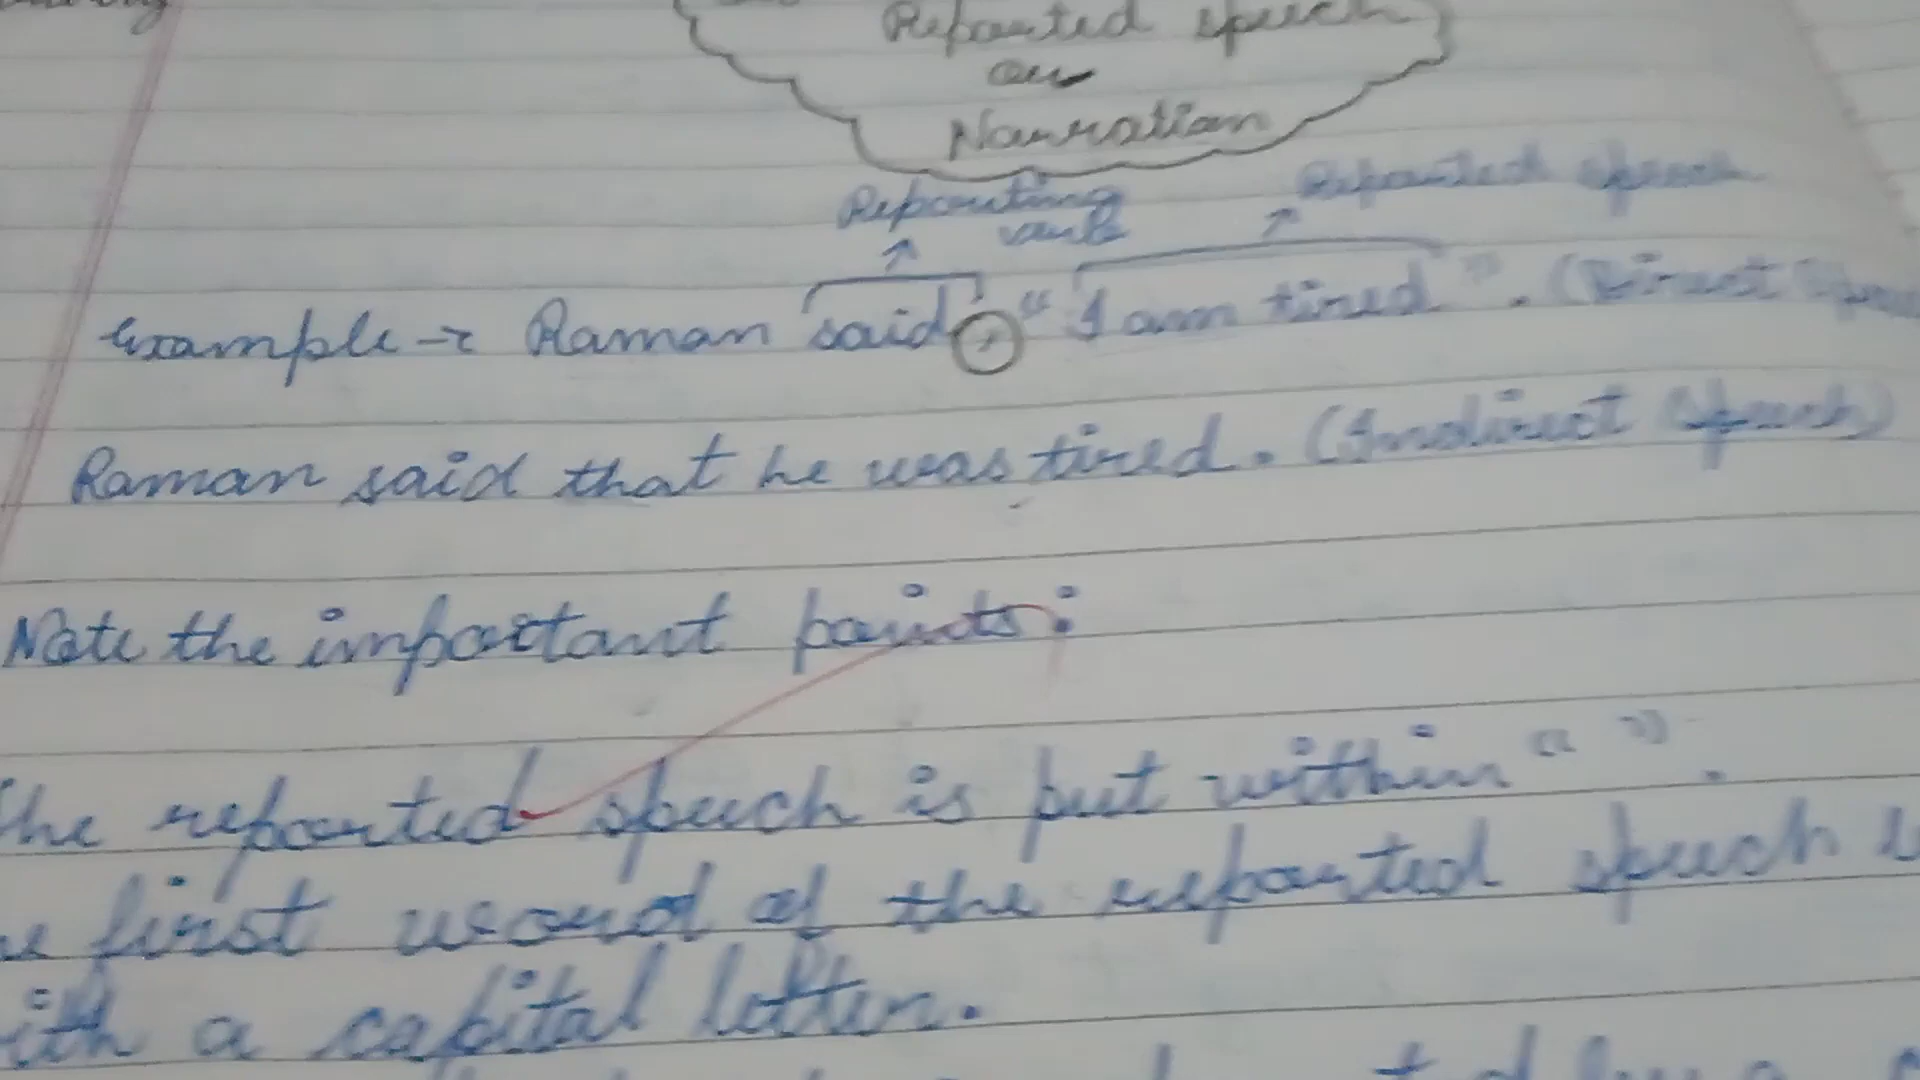 Reported speech
or
Narration
Reporting verb
Reported speech
Example → Raman said, "I am tired". (Direct Speech
Raman said that he was tired. (Indirect Speech)
Note the important points:
The reported speech is put within " ".
first word of the reported speech
with a capital letter.